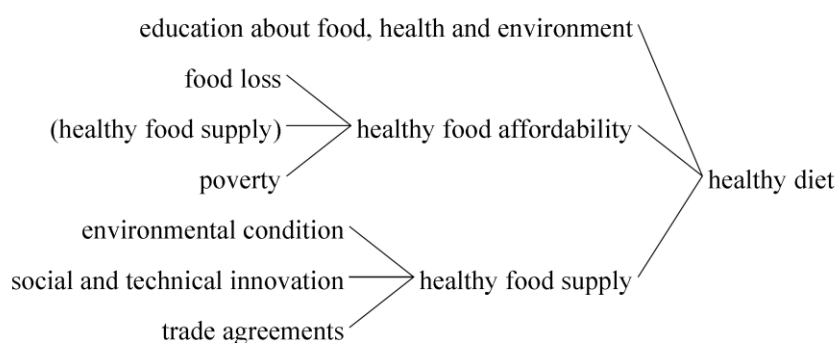 education about food, health and environment
food loss
(healthy food supply)
healthy food affordability
poverty
healthy diet
environmental condition
social and technical innovation
healthy food supply
trade agreements